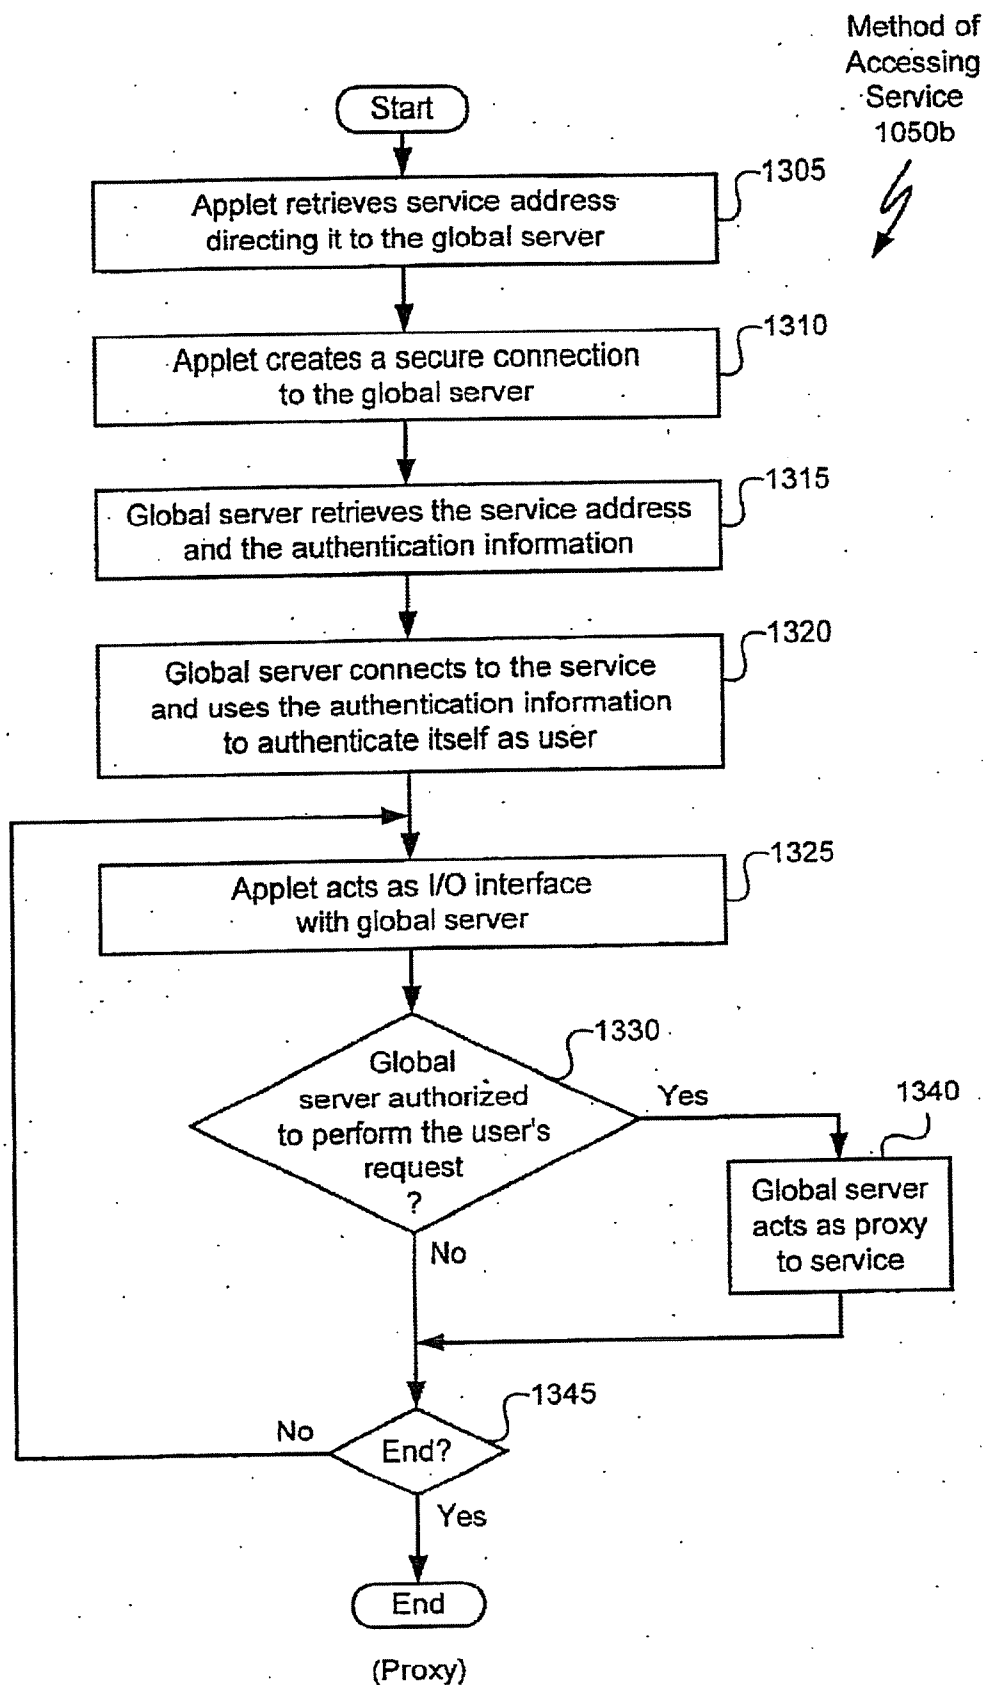 Method of
Accessing
Service
1050b
Start
1305
Applet retrieves service address
directing it to the global server
1310
Applet creates a secure connection
to the global server
1315
Global server retrieves the service address
and the authentication information
1320
Global server connects to the service
and uses the authentication information
to authenticate itself as user
1325
Applet acts as I/O interface
with global server
1330
Global
server authorized
to perform the user's
request
?
Yes
1340
Global server
acts as proxy
to service
No
1345
No
End?
Yes
End
(Proxy)